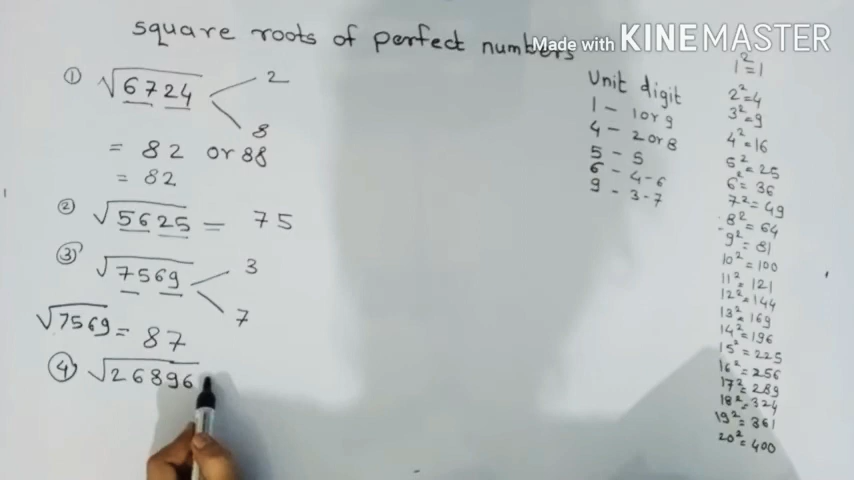 square roots of perfect numbers
Made with KINEMASTER
① √6724 2
8
= 82 or 88
= 82
② √5625 = 75
③ √7569 3
7
√7569 = 87
④ √26896
Unit digit
1 - 1 or 9
4 - 2 or 8
5 - 5
6 - 4-6
9 - 3-7
1²=1
2²=4
3²=9
4²=16
5²=25
6²=36
7²=49
8²=64
9²=81
10²=100
11²=121
12²=144
13²=169
14²=196
15²=225
16²=256
17²=289
18²=324
19²=361
20²=400